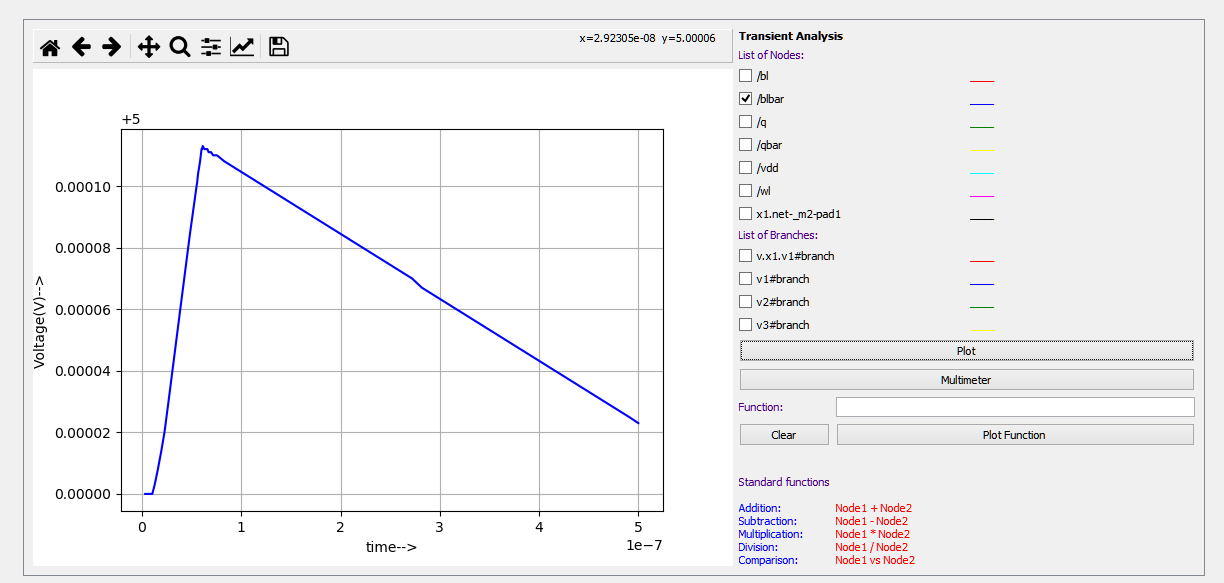 x=2.92305e-08 y=5.00006
+5
0.00010
0.00008
0.00006
0.00004
0.00002
0.00000
Voltage(V)-->
0 1 2 3 4 5
1e-7
time-->
Transient Analysis
List of Nodes:
/bl
/blbar
/q
/qbar
/vdd
/wl
x1.net-_m2-pad1
List of Branches:
v.x1.v1#branch
v1#branch
v2#branch
v3#branch
Plot
Multimeter
Function:
Clear Plot Function
Standard functions
Addition: Node1 + Node2
Subtraction: Node1 - Node2
Multiplication: Node1 * Node2
Division: Node1 / Node2
Comparison: Node1 vs Node2